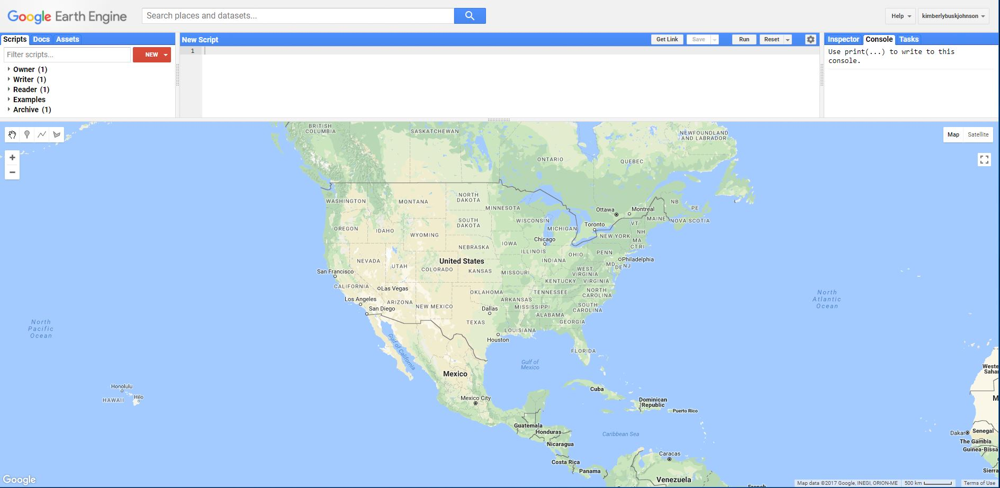 Google Earth Engine
Search places and datasets...
Help
kimberlybuskjohnson
Scripts Docs Assets
New Script
Get Link Save Run Reset
Inspector Console Tasks
Filter scripts...
NEW
Owner (1)
Writer (1)
Reader (1)
Examples
Archive (1)
1
Use print(...) to write to this
console.
Map Satellite
BRITISH
COLUMBIA
SASKATCHEWAN
NEWFOUNDLAND
AND LABRADOR
ONTARIO
QUEBEC
WASHINGTON
MONTANA
NORTH
DAKOTA
MINNESOTA
Ottawa
Montreal
NB
PE
MAINE
NOVA SCOTIA
OREGON
IDAHO
WYOMING
SOUTH
DAKOTA
WISCONSIN
MICHIGAN
Toronto
VT
NH
NEW YORK
MA
CT RI
Chicago
IOWA
NEBRASKA
ILLINOIS
INDIANA
OHIO
PENN
Philadelphia
MD
DE
NJ
NEVADA
UTAH
United States
COLORADO
KANSAS
MISSOURI
WEST
VIRGINIA
KENTUCKY
VIRGINIA
San Francisco
CALIFORNIA
Las Vegas
OKLAHOMA
TENNESSEE
NORTH
CAROLINA
Los Angeles
ARIZONA
NEW MEXICO
ARKANSAS
MISSISSIPPI
SOUTH
CAROLINA
San Diego
Dallas
ALABAMA
GEORGIA
TEXAS
LOUISIANA
Houston
FLORIDA
North
Pacific
Ocean
North
Atlantic
Ocean
Gulf of California
Gulf of
Mexico
Mexico
Mexico City
Honolulu
HAWAII
Hilo
Cuba
Dominican
Republic
Puerto Rico
Guatemala
Honduras
Nicaragua
Caribbean Sea
Costa Rica
Panama
Caracas
Venezuela
Weste
Sahar
M
Dakar
Senegal
The Gambia
Guinea-Bissa
Sierra
French
Google
Map data ©2017 Google, INEGI, ORION-ME 500 km Terms of Use